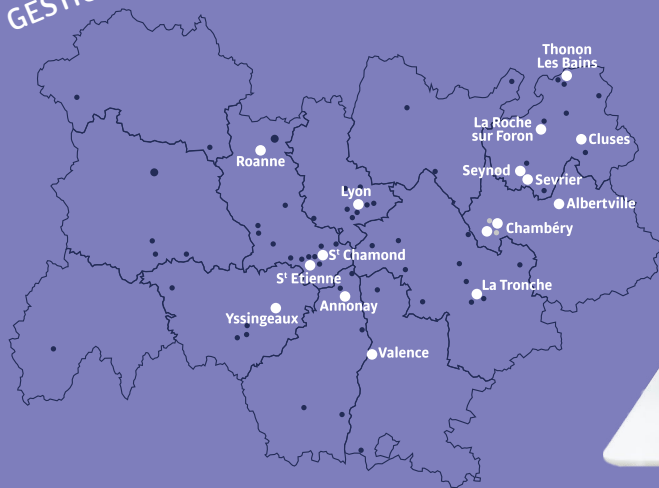 GESTIO
Thonon
Les Bains
La Roche
sur Foron
Cluses
Roanne
Seynod
Sevrier
Lyon
Albertville
Chambéry
Sᵗ Chamond
Sᵗ Etienne
La Tronche
Annonay
Yssingeaux
Valence